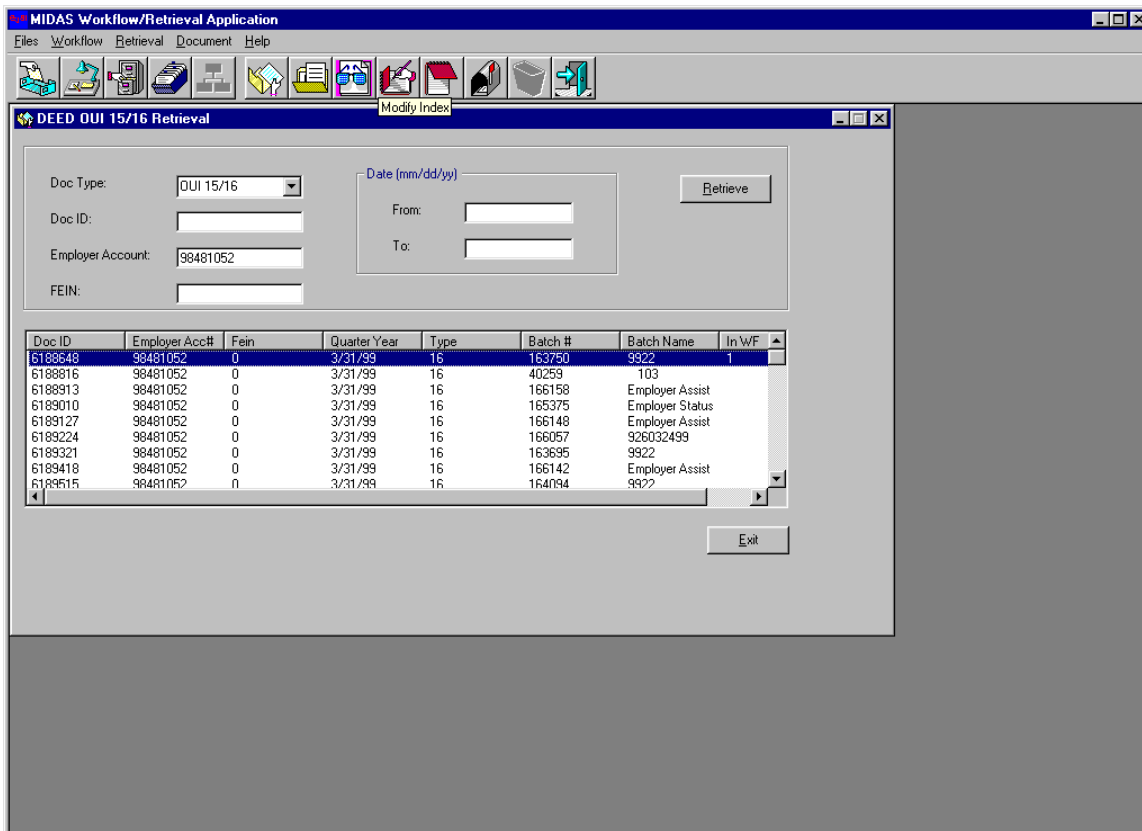 MIDAS Workflow/Retrieval Application
Files Workflow Retrieval Document Help
Modify Index
DEED OUI 15/16 Retrieval
Doc Type: OUI 15/16 Date (mm/dd/yy) Retrieve
Doc ID: From:
Employer Account: 98481052 To:
FEIN:
Doc ID Employer Acc# Fein Quarter Year Type Batch # Batch Name In WF
6188648 98481052 0 3/31/99 16 163750 9922 1
6188816 98481052 0 3/31/99 16 40259 103
6188913 98481052 0 3/31/99 16 166158 Employer Assist
6189010 98481052 0 3/31/99 16 165375 Employer Status
6189127 98481052 0 3/31/99 16 166148 Employer Assist
6189224 98481052 0 3/31/99 16 166057 926032499
6189321 98481052 0 3/31/99 16 163695 9922
6189418 98481052 0 3/31/99 16 166142 Employer Assist
6189515 98481052 0 3/31/99 16 164094 9922
Exit